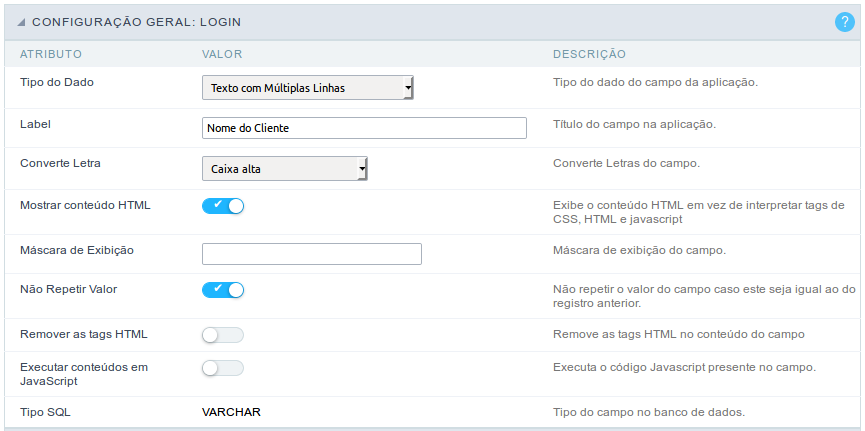 CONFIGURAÇÃO GERAL: LOGIN
?
ATRIBUTO VALOR DESCRIÇÃO
Tipo do Dado Texto com Múltiplas Linhas Tipo do dado do campo da aplicação.
Label Nome do Cliente Título do campo na aplicação.
Converte Letra Caixa alta Converte Letras do campo.
Mostrar conteúdo HTML Exibe o conteúdo HTML em vez de interpretar tags de
CSS, HTML e javascript
Máscara de Exibição Máscara de exibição do campo.
Não Repetir Valor Não repetir o valor do campo caso este seja igual ao do
registro anterior.
Remover as tags HTML Remove as tags HTML no conteúdo do campo
Executar conteúdos em Executa o código Javascript presente no campo.
JavaScript
Tipo SQL VARCHAR Tipo do campo no banco de dados.